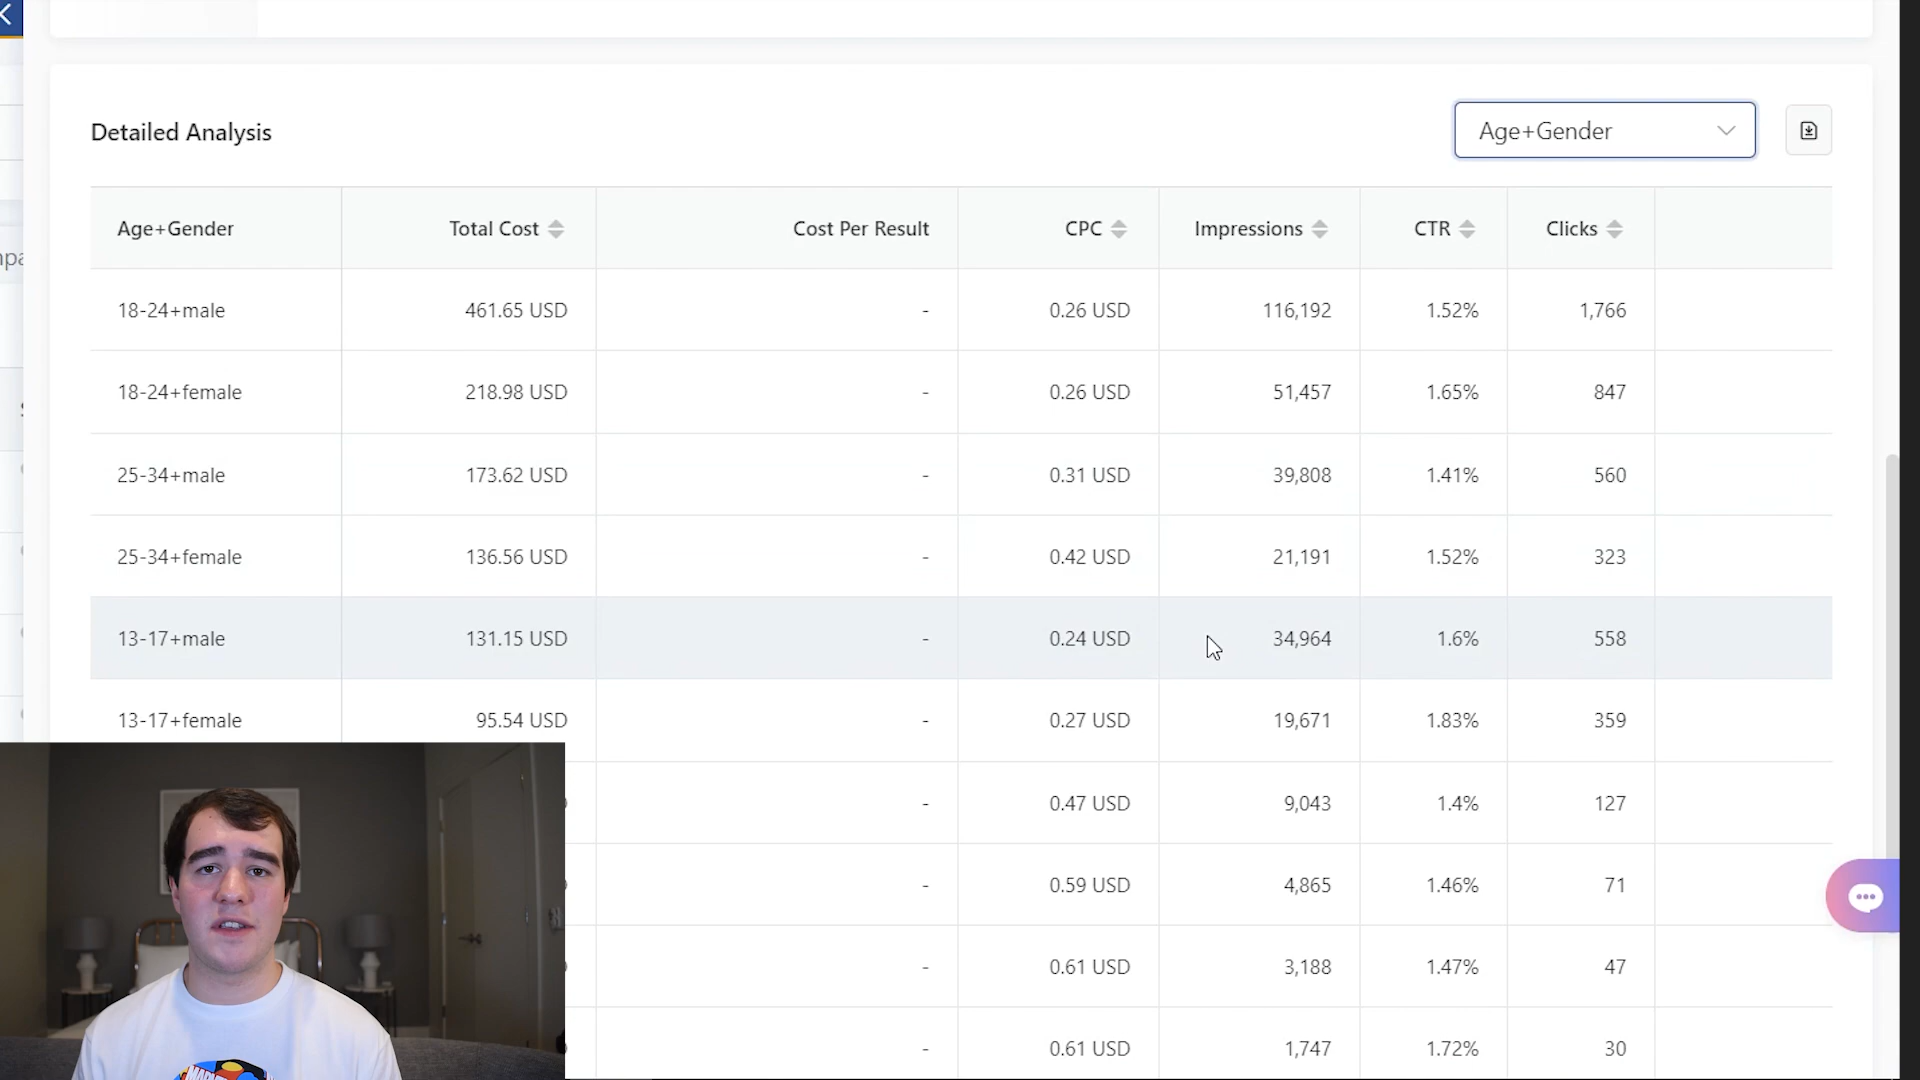 Detailed Analysis
Age+Gender
Age+Gender Total Cost Cost Per Result CPC Impressions CTR Clicks
18-24+male 461.65 USD - 0.26 USD 116,192 1.52% 1,766
18-24+female 218.98 USD - 0.26 USD 51,457 1.65% 847
25-34+male 173.62 USD - 0.31 USD 39,808 1.41% 560
25-34+female 136.56 USD - 0.42 USD 21,191 1.52% 323
13-17+male 131.15 USD - 0.24 USD 34,964 1.6% 558
13-17+female 95.54 USD - 0.27 USD 19,671 1.83% 359
- 0.47 USD 9,043 1.4% 127
- 0.59 USD 4,865 1.46% 71
- 0.61 USD 3,188 1.47% 47
- 0.61 USD 1,747 1.72% 30